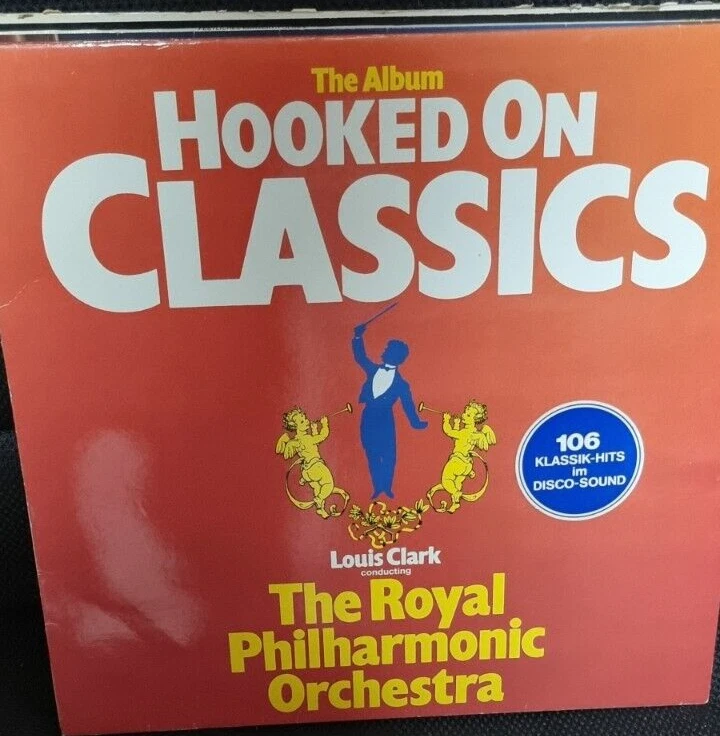 The Album
HOOKED ON
CLASSICS
106
KLASSIK-HITS
im
DISCO-SOUND
Louis Clark
conducting
The Royal
Philharmonic
Orchestra